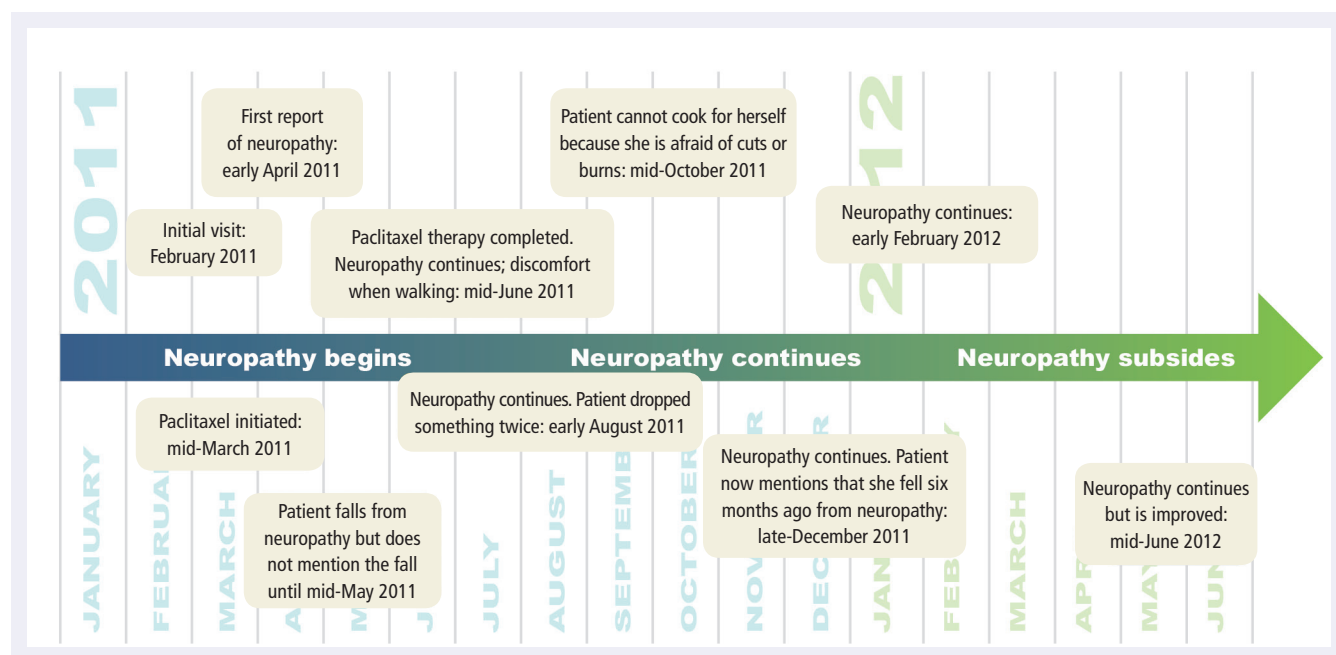 2011
2012
First report
of neuropathy:
early April 2011
Patient cannot cook for herself
because she is afraid of cuts or
burns: mid-October 2011
Initial visit:
February 2011
Paclitaxel therapy completed.
Neuropathy continues; discomfort
when walking: mid-June 2011
Neuropathy continues:
early February 2012
Neuropathy begins
Neuropathy continues
Neuropathy subsides
Paclitaxel initiated:
mid-March 2011
Neuropathy continues. Patient dropped
something twice: early August 2011
Patient falls from
neuropathy but does
not mention the fall
until mid-May 2011
Neuropathy continues. Patient
now mentions that she fell six
months ago from neuropathy:
late-December 2011
Neuropathy continues
but is improved:
mid-June 2012
JANUARY
FEBRUAR
MARCH
JULY
AUGUST
SEPTEMB
OCTOBER
MARCH